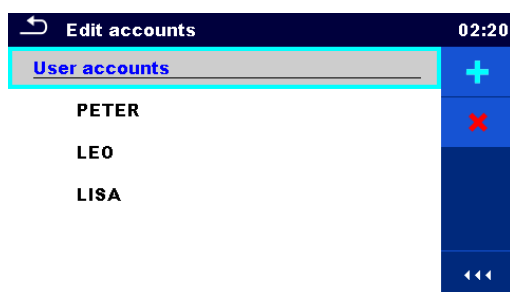 Edit accounts 02:20
User accounts
PETER
LEO
LISA